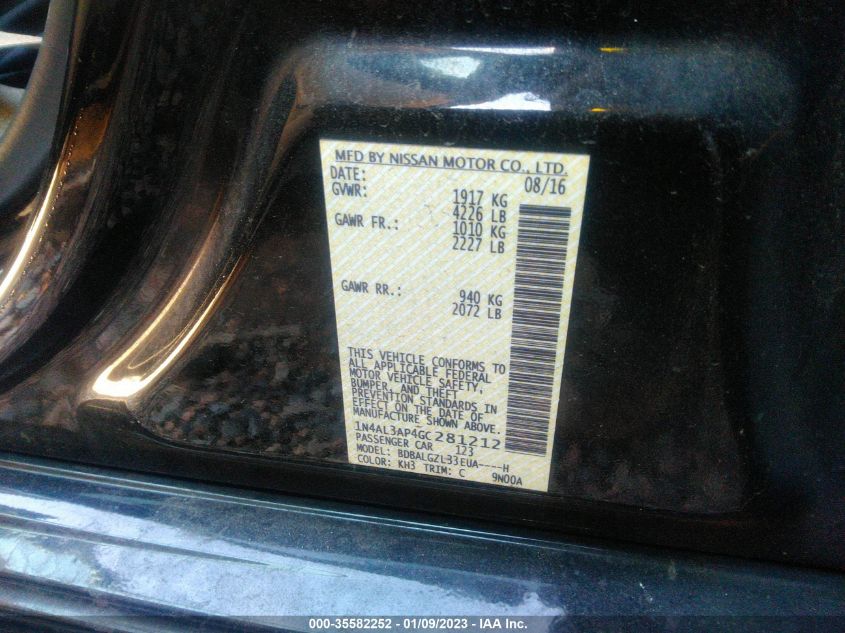 MFD BY NISSAN MOTOR CO., LTD.
DATE: 08/16
GVWR: 1917 KG
4226 LB
GAWR FR.: 1010 KG
2227 LB
GAWR RR.: 940 KG
2072 LB
THIS VEHICLE CONFORMS TO
ALL APPLICABLE FEDERAL
MOTOR VEHICLE SAFETY,
BUMPER, AND THEFT
PREVENTION STANDARDS IN
EFFECT ON THE DATE OF
MANUFACTURE SHOWN ABOVE.
1N4AL3AP4GC281212
PASSENGER CAR 123
MODEL: BDBALGZL33EUA----H
COLOR: KH3 TRIM: C 9N00A
000-35582252 - 01/09/2023 - IAA Inc.